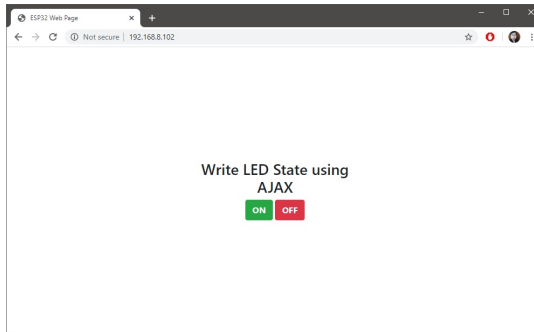 ESP32 Web Page
Not secure | 192.168.8.102
Write LED State using
AJAX
ON OFF